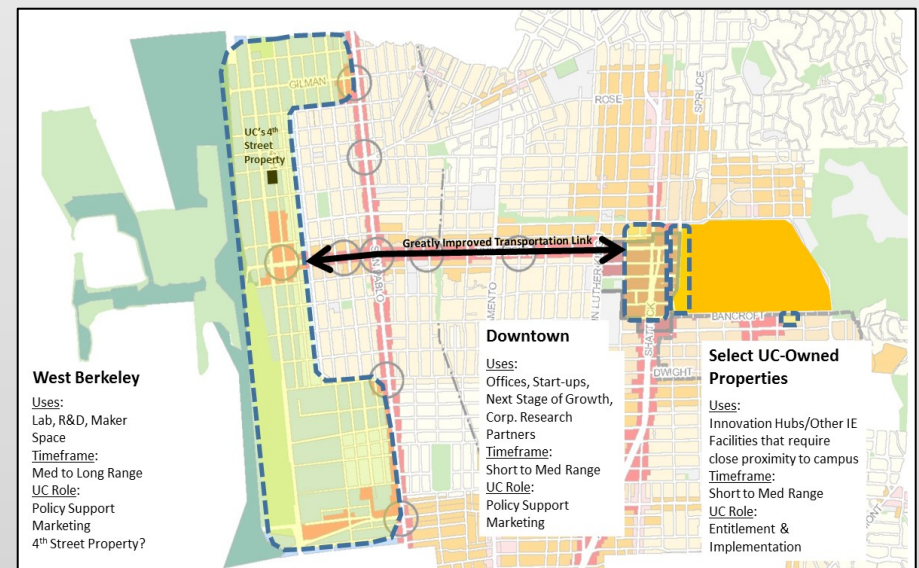 GILMAN
ROSE
SPRUCE
UC's 4th
Street
Property
Greatly Improved Transportation Link
SAN PABLO
MENTO
N LUTHER
SHATTUCK
BANCROFT
DWIGHT
West Berkeley
Uses:
Lab, R&D, Maker
Space
Timeframe:
Med to Long Range
UC Role:
Policy Support
Marketing
4th Street Property?
Downtown
Uses:
Offices, Start-ups,
Next Stage of Growth,
Corp. Research
Partners
Timeframe:
Short to Med Range
UC Role:
Policy Support
Marketing
Select UC-Owned
Properties
Uses:
Innovation Hubs/Other IE
Facilities that require
close proximity to campus
Timeframe:
Short to Med Range
UC Role:
Entitlement &
Implementation